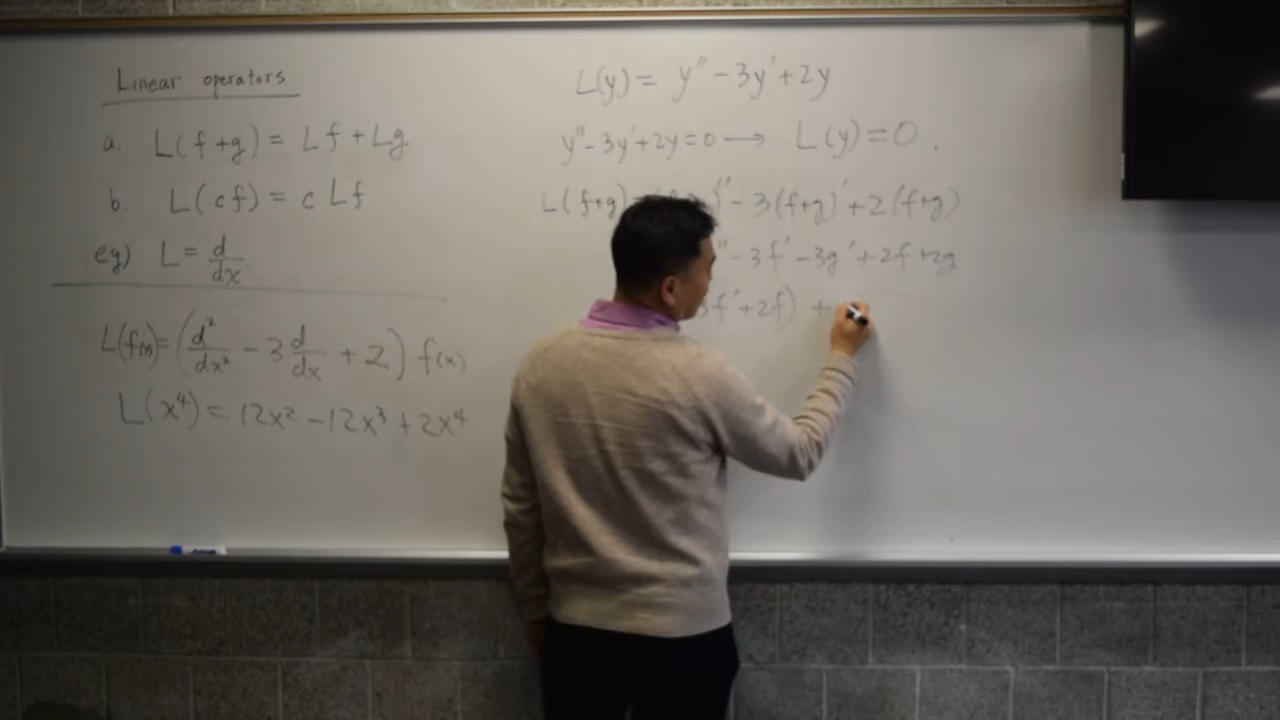 Linear operators
a. L(f+g) = Lf + Lg
b. L(cf) = c Lf
eg) L = d/dx
L(f(x)) = (d²/dx² - 3 d/dx + 2) f(x)
L(x⁴) = 12x² - 12x³ + 2x⁴
L(y) = y'' - 3y' + 2y
y'' - 3y' + 2y = 0 → L(y) = 0.
L(f+g) )'' - 3(f+g)' + 2(f+g)
'' - 3f' - 3g' + 2f + 2g
3f' + 2f) +